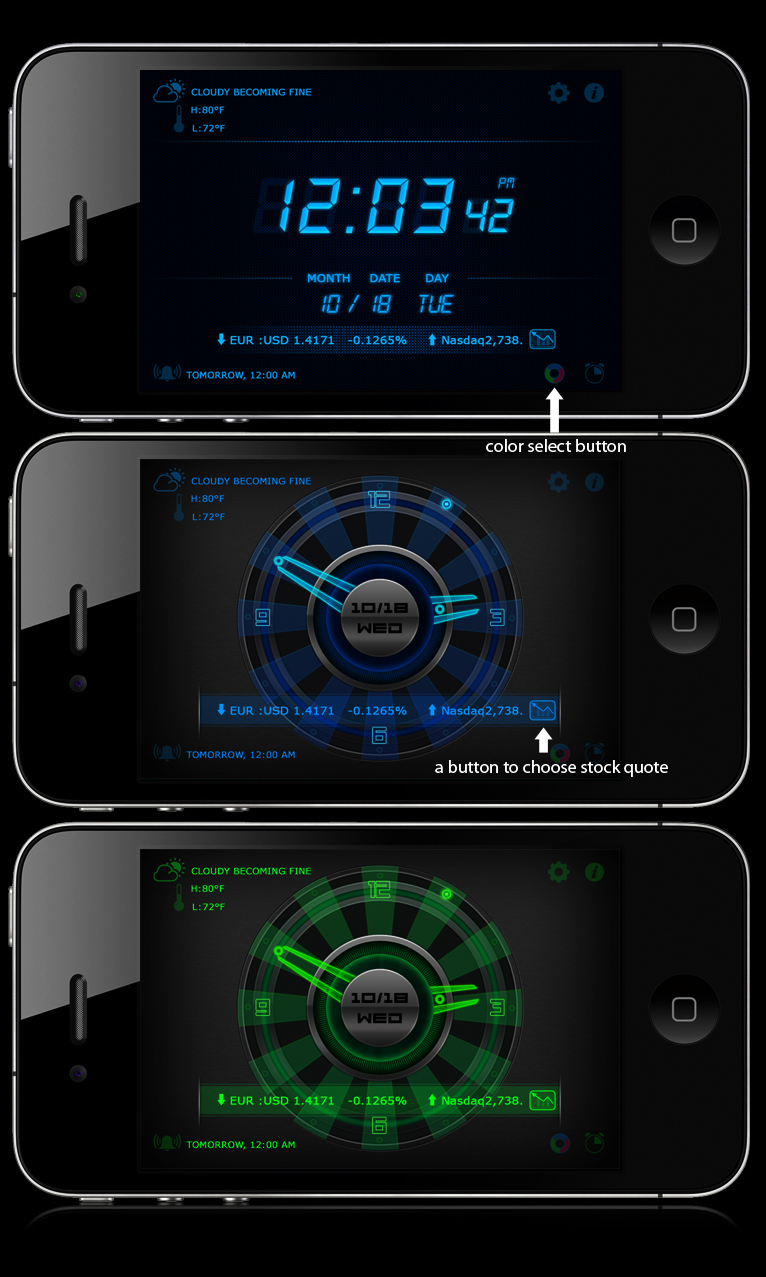 CLOUDY BECOMING FINE
H:80°F
L:72°F
PM
12:03 42
MONTH DATE DAY
10 / 18 TUE
EUR :USD 1.4171 -0.1265% Nasdaq2,738.
TOMORROW, 12:00 AM
color select button
CLOUDY BECOMING FINE
H:80°F
L:72°F
12
10/18
9 3
WED
EUR :USD 1.4171 -0.1265% Nasdaq2,738.
6
TOMORROW, 12:00 AM
a button to choose stock quote
CLOUDY BECOMING FINE
H:80°F
L:72°F
12
10/18
9 3
WED
EUR :USD 1.4171 -0.1265% Nasdaq2,738.
6
TOMORROW, 12:00 AM